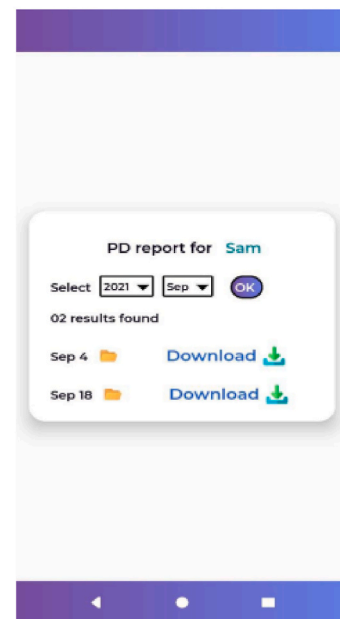 PD report for Sam
Select 2021 Sep OK
02 results found
Sep 4 Download
Sep 18 Download